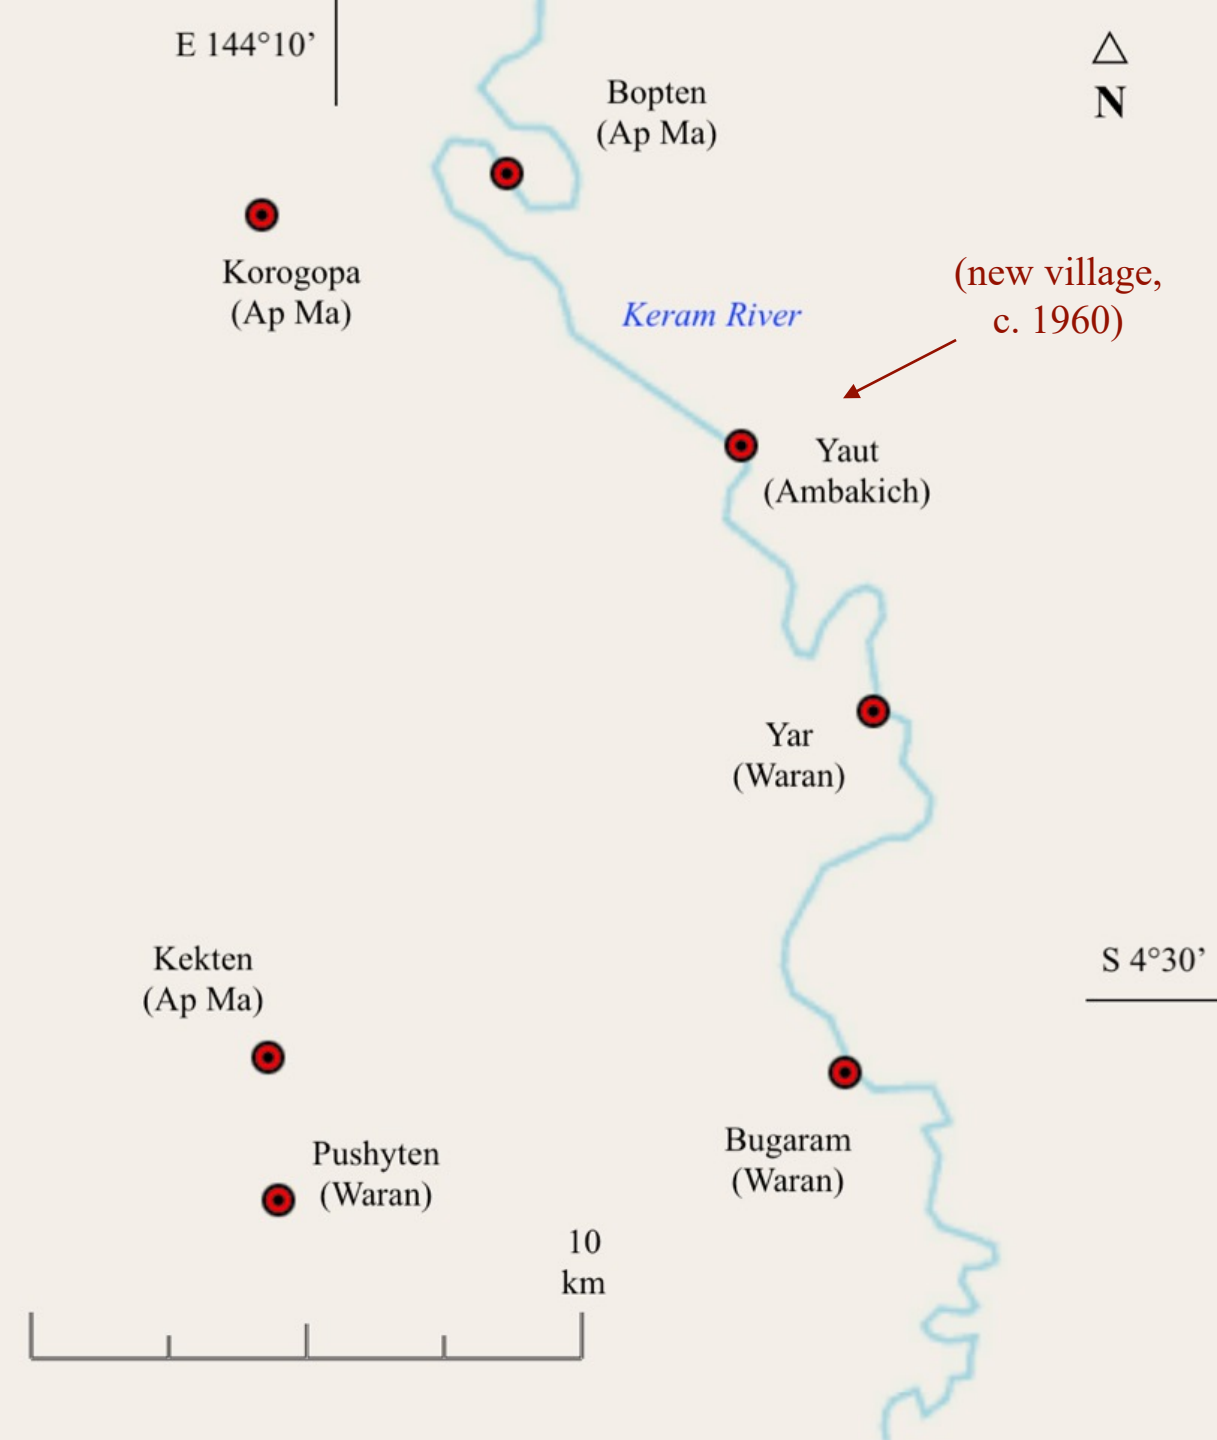 E 144°10’
N
Bopten
(Ap Ma)
Korogopa
(Ap Ma)
(new village,
c. 1960)
Keram River
Yaut
(Ambakich)
Yar
(Waran)
Kekten
(Ap Ma)
S 4°30’
Bugaram
(Waran)
Pushyten
(Waran)
10
km